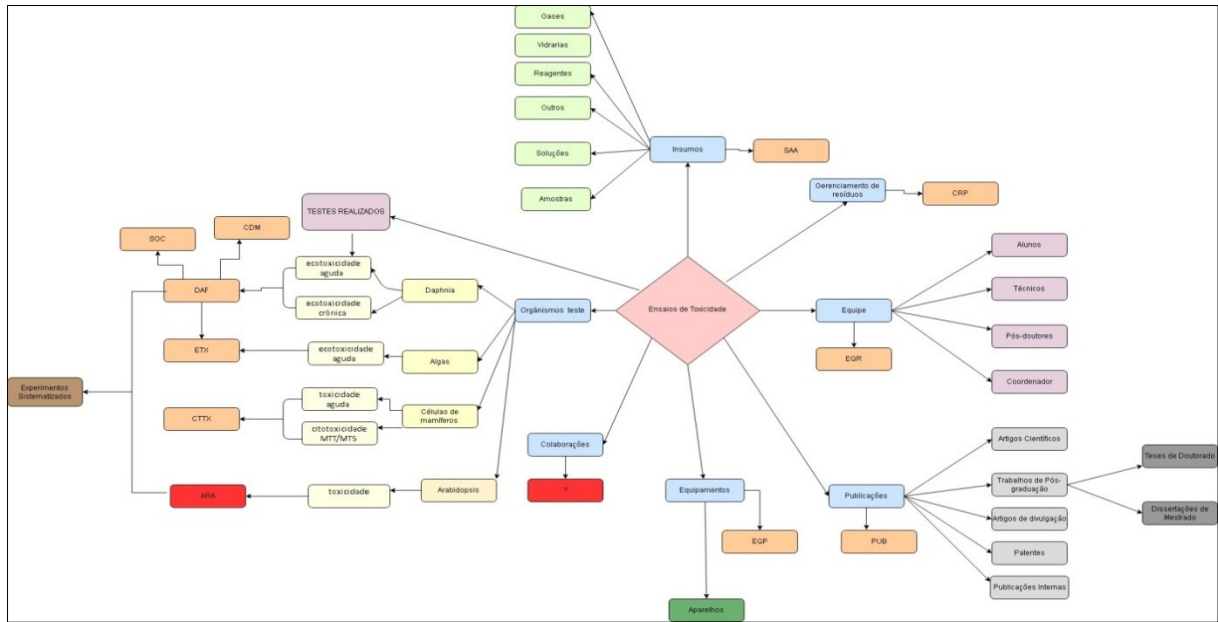 Gases
Vidrarias
Reagentes
Outros
Soluções
Amostras
Insumos
SAA
Gerenciamento de
resíduos
CRP
TESTES REALIZADOS
SOC
CDM
DAF
ecotoxicidade
aguda
ecotoxicidade
crônica
Daphnia
Orgânismos teste
Ensaios de Toxicidade
Equipe
EQR
Alunos
Técnicos
Pós-doutores
Coordenador
ETX
ecotoxicidade
aguda
Algas
Experimentos
Sistematizados
CTTX
toxicidade
aguda
citotoxicidade
MTT/MTS
Células de
mamíferos
ARA
toxicidade
Arabidopsis
Colaborações
?
Equipamentos
EQP
Aparelhos
Publicações
PUB
Artigos Científicos
Trabalhos de Pós-
graduação
Artigos de divulgação
Patentes
Publicações Internas
Teses de Doutorado
Dissertações de
Mestrado